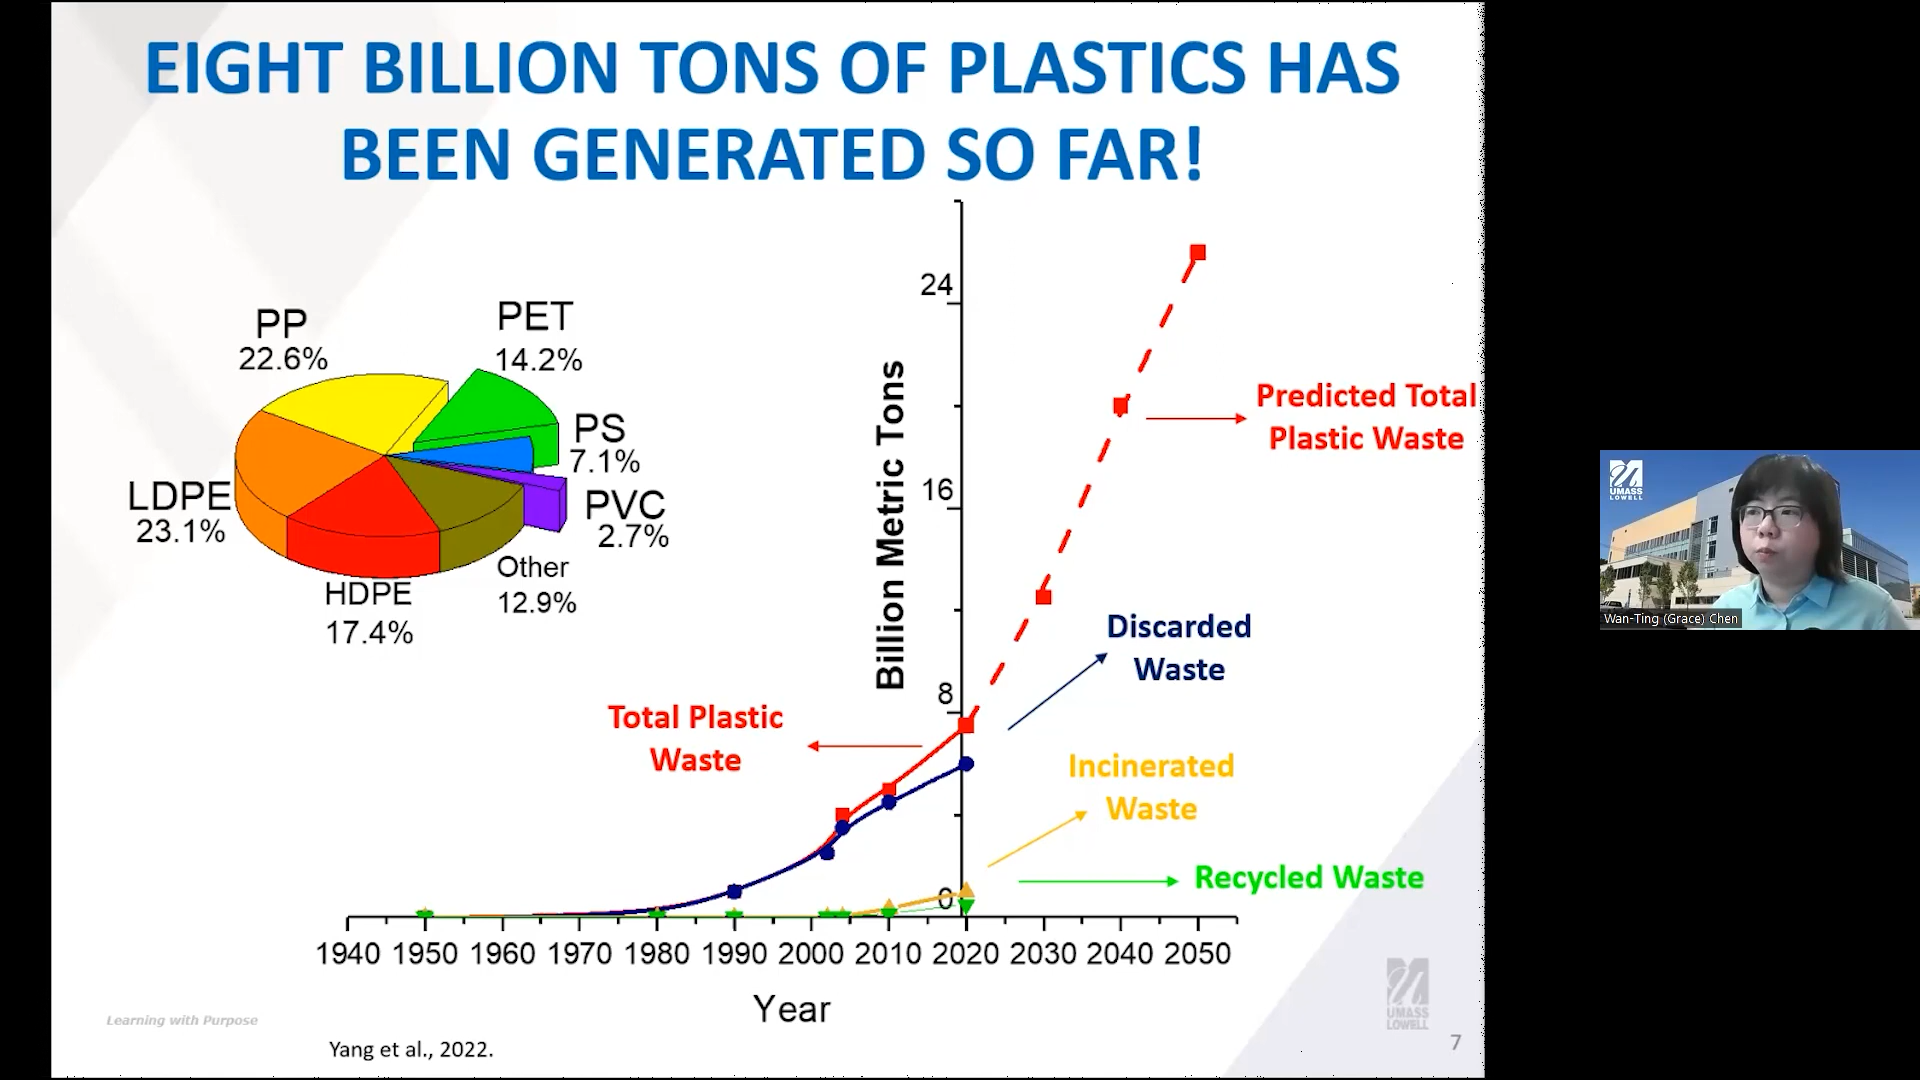 EIGHT BILLION TONS OF PLASTICS HAS
BEEN GENERATED SO FAR!
PP
22.6%
PET
14.2%
PS
7.1%
PVC
2.7%
Other
12.9%
HDPE
17.4%
LDPE
23.1%
24
16
8
0
Billion Metric Tons
Predicted Total
Plastic Waste
Discarded
Waste
Total Plastic
Waste
Incinerated
Waste
Recycled Waste
1940 1950 1960 1970 1980 1990 2000 2010 2020 2030 2040 2050
Year
Learning with Purpose
Yang et al., 2022.
UMASS
LOWELL
7
UMASS
LOWELL
Wan-Ting (Grace) Chen